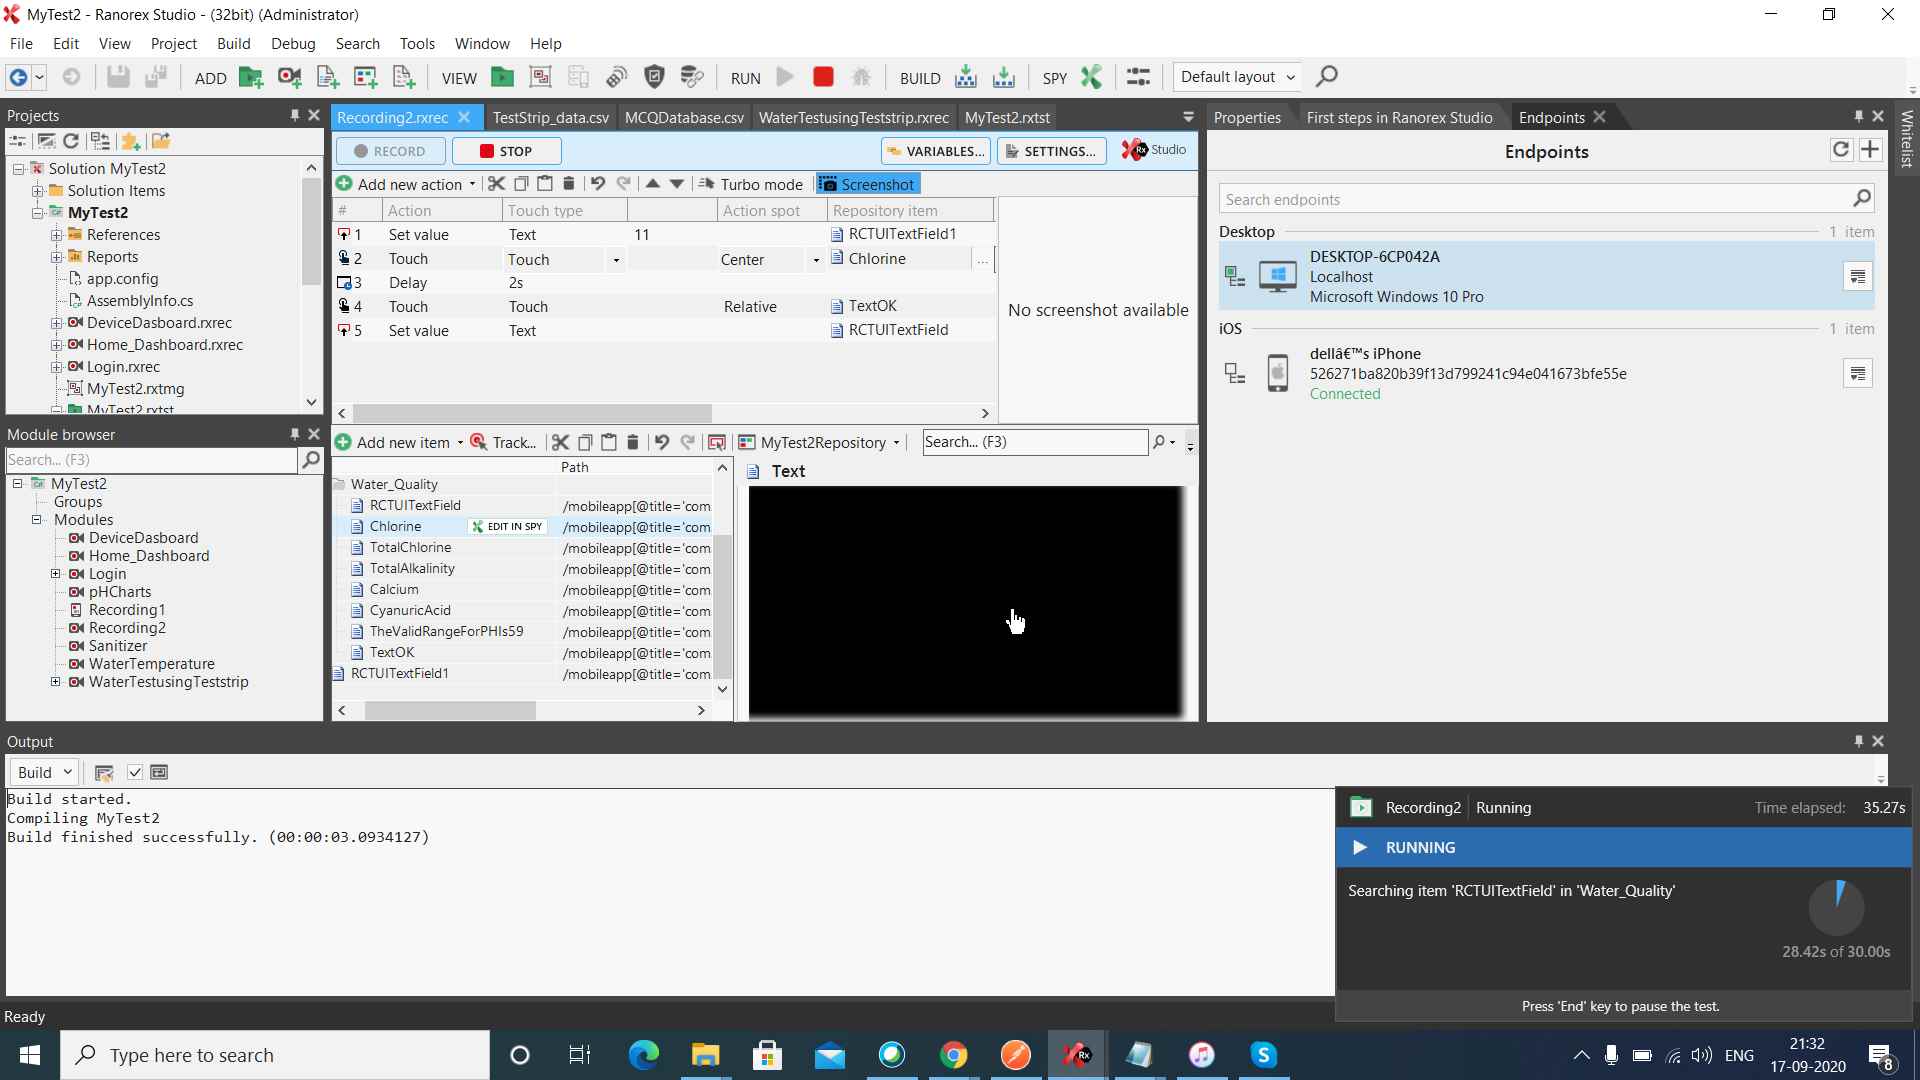 MyTest2 - Ranorex Studio - (32bit) (Administrator)
File Edit View Project Build Debug Search Tools Window Help
ADD VIEW RUN BUILD SPY Default layout
Projects
Solution MyTest2
Solution Items
MyTest2
References
Reports
app.config
AssemblyInfo.cs
DeviceDasboard.rxrec
Home_Dashboard.rxrec
Login.rxrec
MyTest2.rxtmg
MyTest2.rxtst
Module browser
Search... (F3)
MyTest2
Groups
Modules
DeviceDasboard
Home_Dashboard
Login
pHCharts
Recording1
Recording2
Sanitizer
WaterTemperature
WaterTestusingTeststrip
Recording2.rxrec TestStrip_data.csv MCQDatabase.csv WaterTestusingTeststrip.rxrec MyTest2.rxtst
RECORD STOP VARIABLES... SETTINGS... Rx Studio
Add new action Turbo mode Screenshot
# Action Touch type Action spot Repository item
1 Set value Text 11 RCTUITextField1
2 Touch Touch Center Chlorine ...
3 Delay 2s
4 Touch Touch Relative TextOK
5 Set value Text RCTUITextField
No screenshot available
Add new item Track... MyTest2Repository Search... (F3)
Path
Water_Quality
RCTUITextField /mobileapp[@title='com
Chlorine EDIT IN SPY /mobileapp[@title='com
TotalChlorine /mobileapp[@title='com
TotalAlkalinity /mobileapp[@title='com
Calcium /mobileapp[@title='com
CyanuricAcid /mobileapp[@title='com
TheValidRangeForPHIs59 /mobileapp[@title='com
TextOK /mobileapp[@title='com
RCTUITextField1 /mobileapp[@title='com
Text
Properties First steps in Ranorex Studio Endpoints
Whitelist
Endpoints
Search endpoints
Desktop 1 item
DESKTOP-6CP042A
Localhost
Microsoft Windows 10 Pro
iOS 1 item
dellâ€™s iPhone
526271ba820b39f13d799241c94e041673bfe55e
Connected
Output
Build
Build started.
Compiling MyTest2
Build finished successfully. (00:00:03.0934127)
Recording2 Running Time elapsed: 35.27s
RUNNING
Searching item 'RCTUITextField' in 'Water_Quality'
28.42s of 30.00s
Press 'End' key to pause the test.
Ready
Type here to search
Rx
S
ENG
21:32
17-09-2020
8